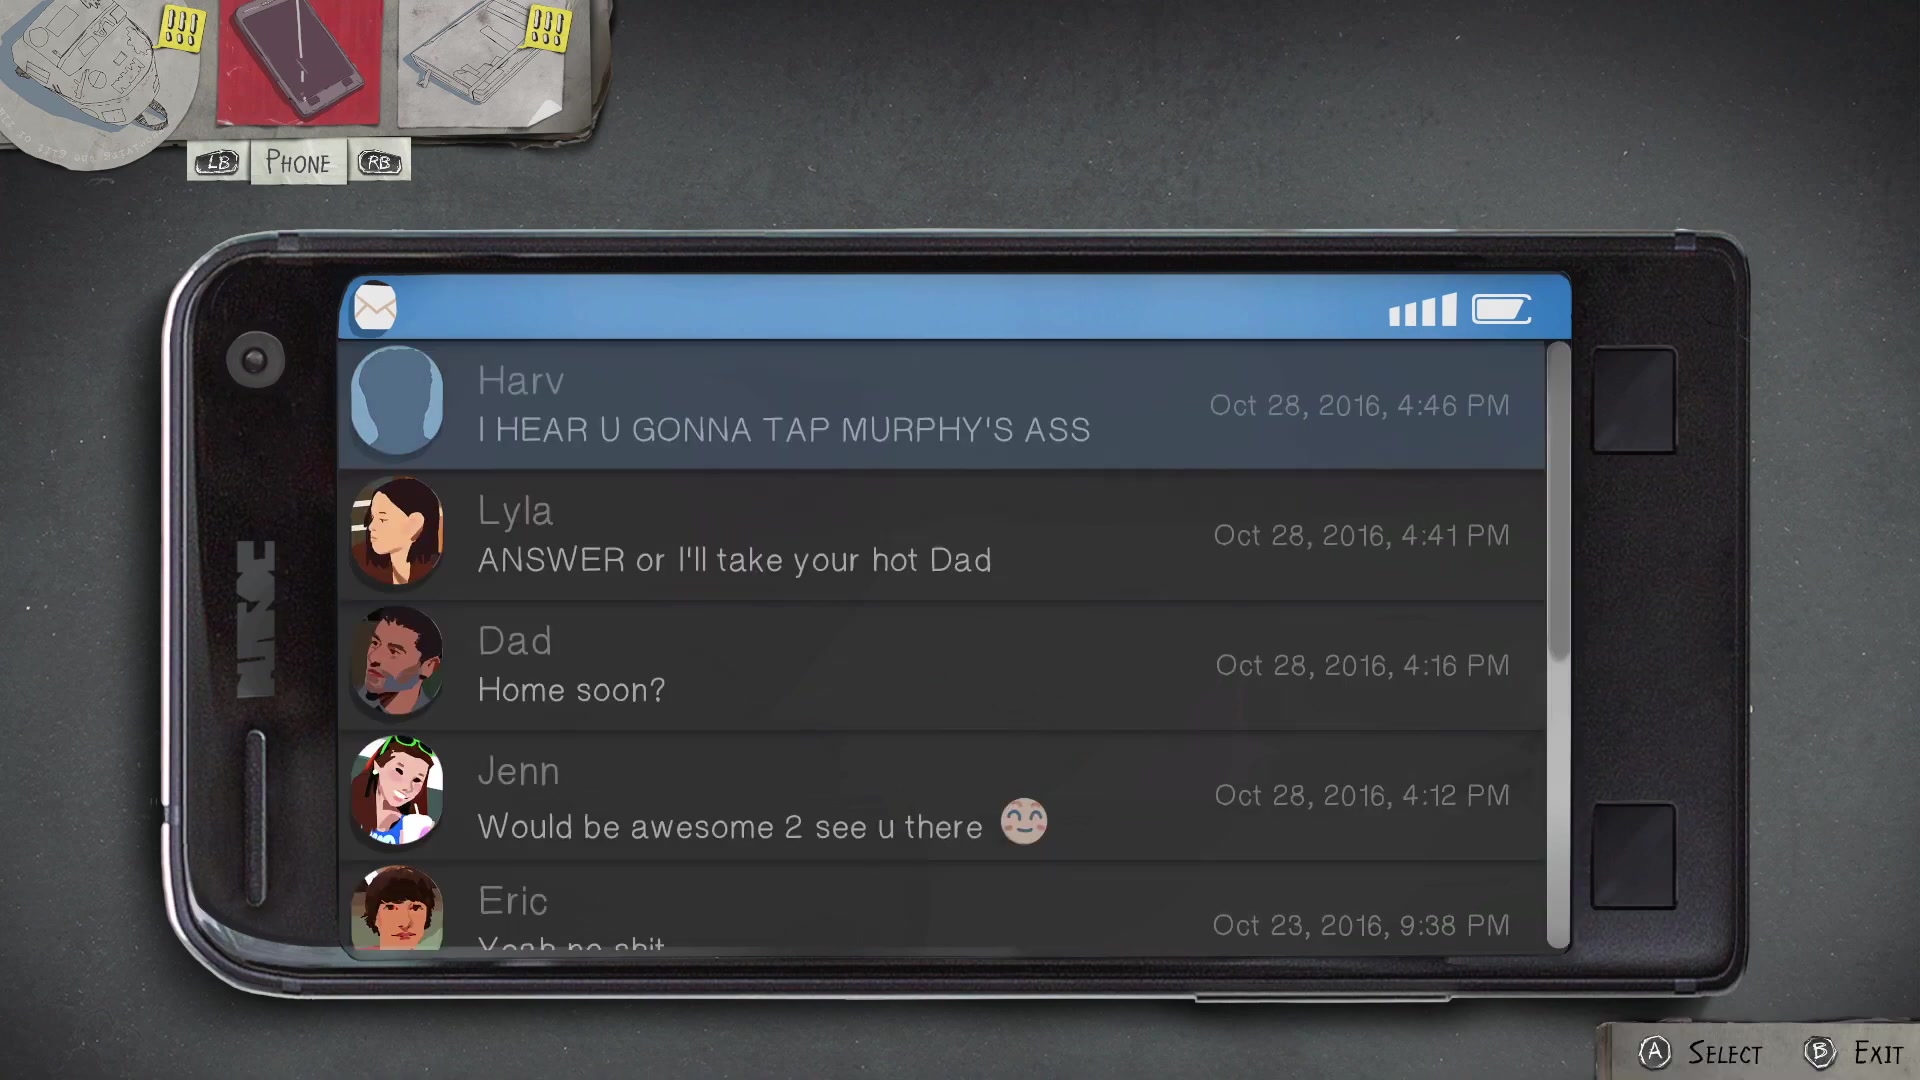 LB PHONE RB
Harv
Oct 28, 2016, 4:46 PM
I HEAR U GONNA TAP MURPHY'S ASS
Lyla
Oct 28, 2016, 4:41 PM
ANSWER or I'll take your hot Dad
Dad
Oct 28, 2016, 4:16 PM
Home soon?
Jenn
Oct 28, 2016, 4:12 PM
Would be awesome 2 see u there
Eric
Oct 23, 2016, 9:38 PM
Yeah no shit
A SELECT B EXIT